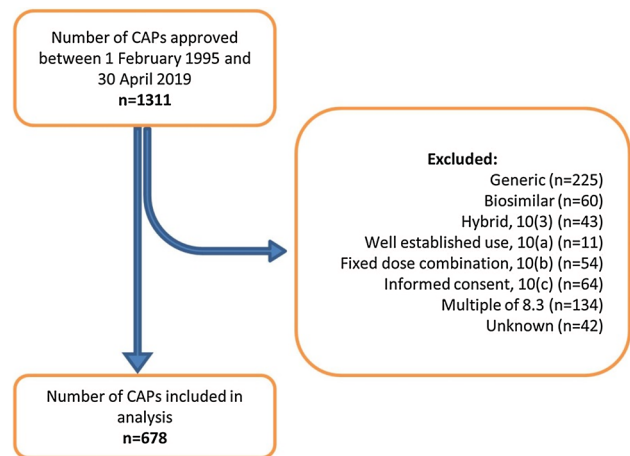 Number of CAPs approved
between 1 February 1995 and
30 April 2019
n=1311
Excluded:
Generic (n=225)
Biosimilar (n=60)
Hybrid, 10(3) (n=43)
Well established use, 10(a) (n=11)
Fixed dose combination, 10(b) (n=54)
Informed consent, 10(c) (n=64)
Multiple of 8.3 (n=134)
Unknown (n=42)
Number of CAPs included in
analysis
n=678